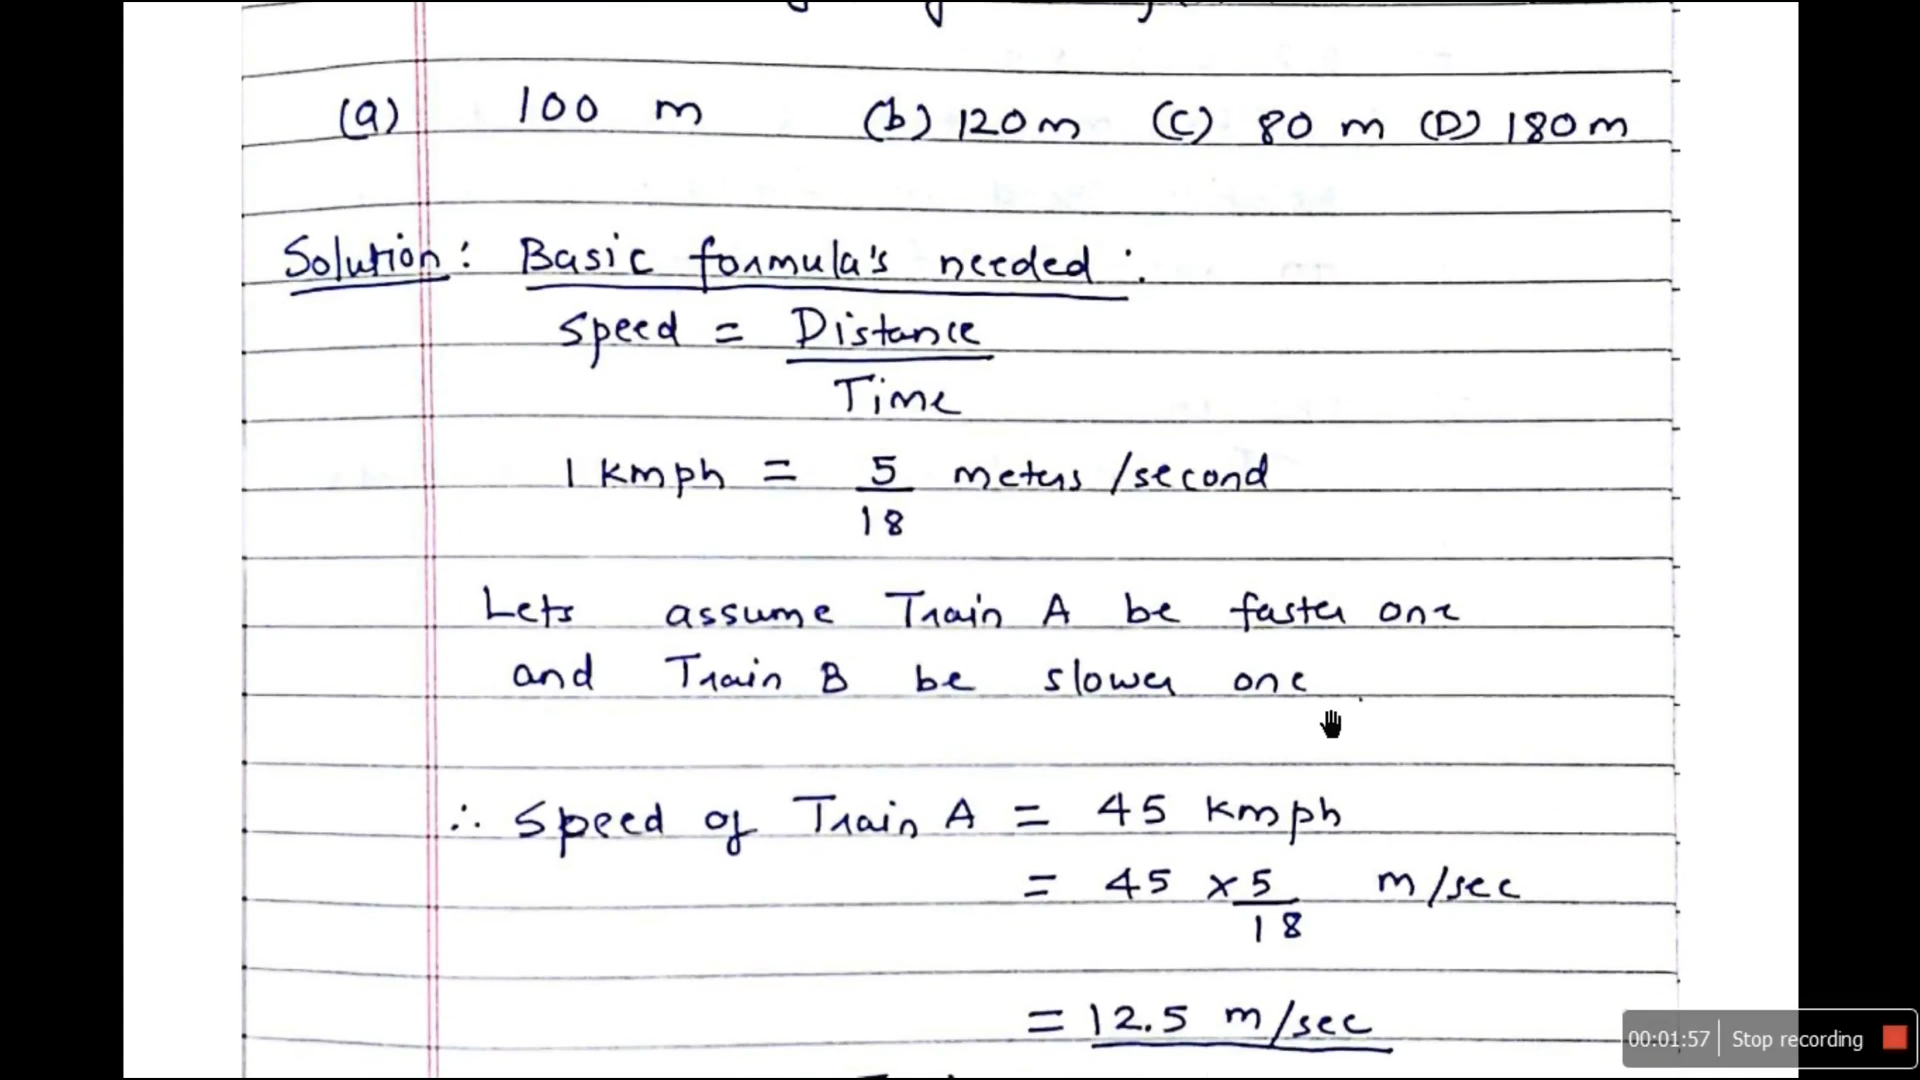 (a) 100 m (b) 120m (C) 80 m (D) 180m
Solution: Basic formula's needed :
Speed = Distance
Time
1 kmph = 5 meters /second
18
Lets assume Train A be faster one
and Train B be slower one
∴ Speed of Train A = 45 kmph
= 45 × 5 m/sec
18
= 12.5 m/sec
00:01:57 Stop recording